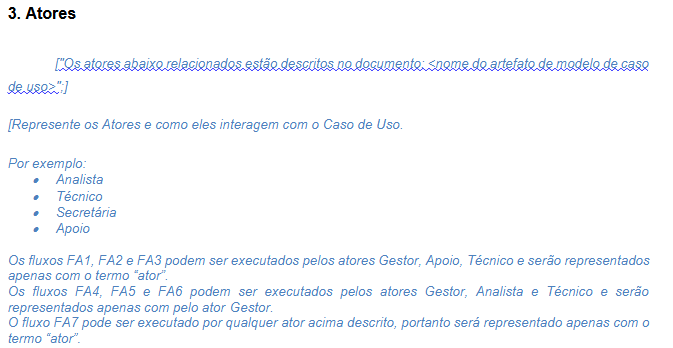 3. Atores
["Os atores abaixo relacionados estão descritos no documento: <nome do artefato de modelo de caso
de uso>";]
[Represente os Atores e como eles interagem com o Caso de Uso.
Por exemplo:
• Analista
• Técnico
• Secretária
• Apoio
Os fluxos FA1, FA2 e FA3 podem ser executados pelos atores Gestor, Apoio, Técnico e serão representados
apenas com o termo “ator”.
Os fluxos FA4, FA5 e FA6 podem ser executados pelos atores Gestor, Analista e Técnico e serão
representados apenas com pelo ator Gestor.
O fluxo FA7 pode ser executado por qualquer ator acima descrito, portanto será representado apenas com o
termo “ator”.